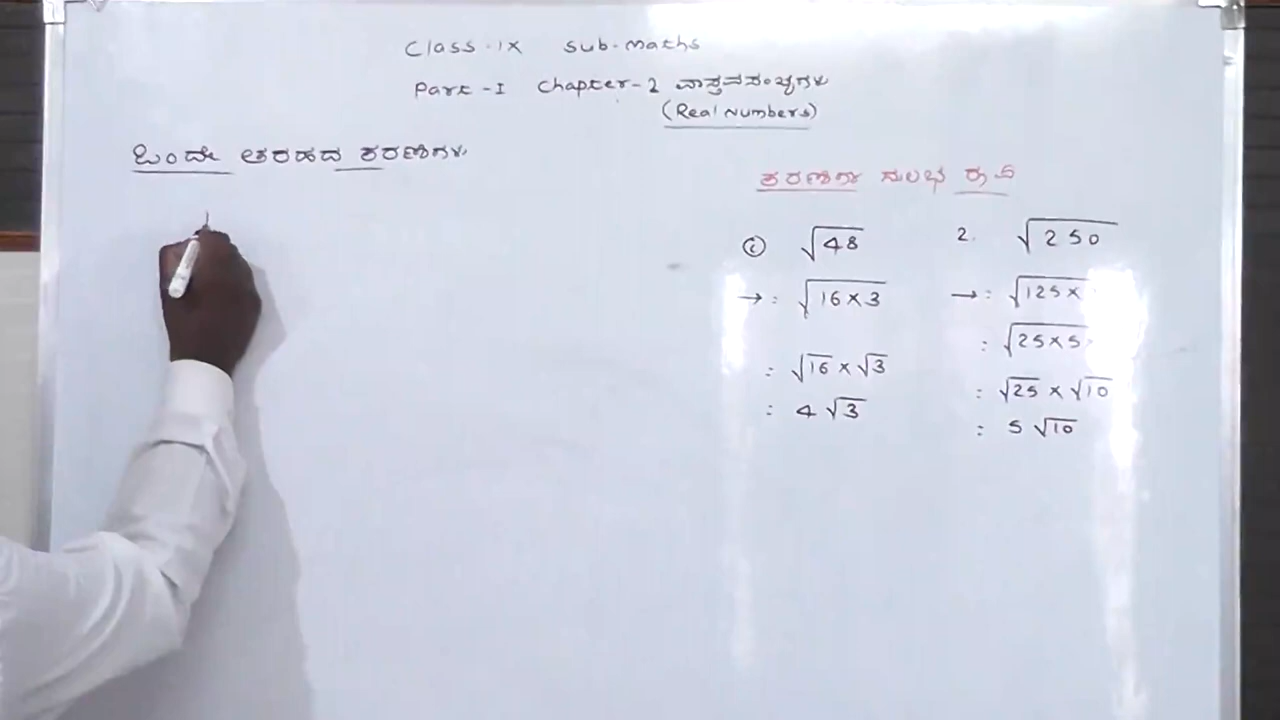 Class-IX Sub-maths
Part-I Chapter-2 ವಾಸ್ತವಸಂಖ್ಯೆಗಳು
(Real Numbers)
ಒಂದೇ ತರಹದ ಕರಣಿಗಳು
ಕರಣಿಗಳ ಸುಲಭ ರೂಪ
(i) √48
→ : √16×3
: √16 × √3
: 4 √3
2. √250
→ : √125×
: √25×5
: √25 × √10
: 5 √10